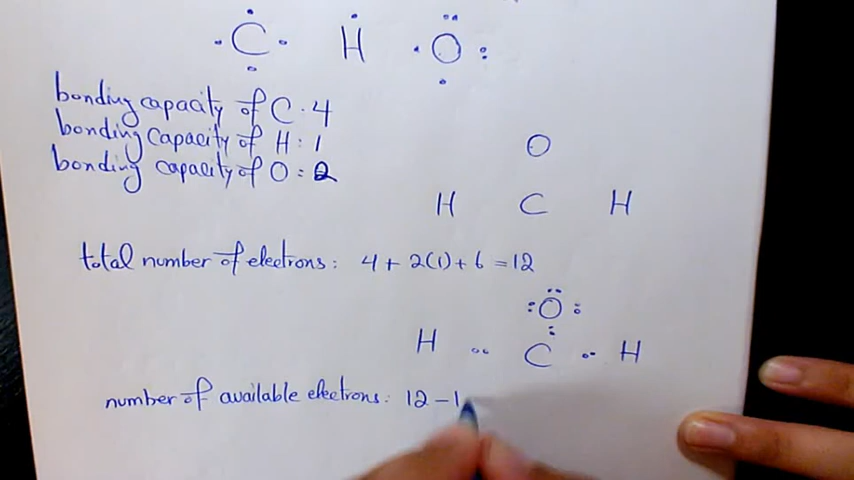 C H O
bonding capacity of C : 4
bonding capacity of H : 1
bonding capacity of O : 2
O
H C H
total number of electrons : 4 + 2(1) + 6 = 12
O
H C H
number of available electrons : 12 - 1